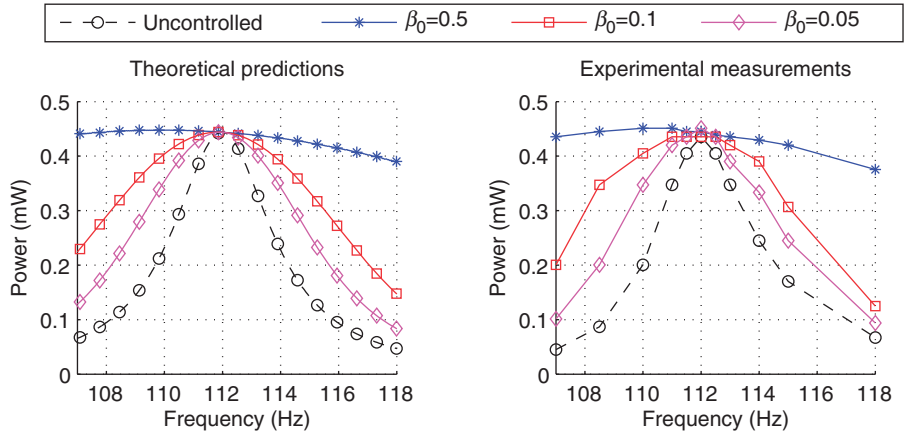 Uncontrolled β₀=0.5 β₀=0.1 β₀=0.05
Theoretical predictions
0.5
0.4
0.3
0.2
0.1
0
Power (mW)
108 110 112 114 116 118
Frequency (Hz)
Experimental measurements
0.5
0.4
0.3
0.2
0.1
0
Power (mW)
108 110 112 114 116 118
Frequency (Hz)